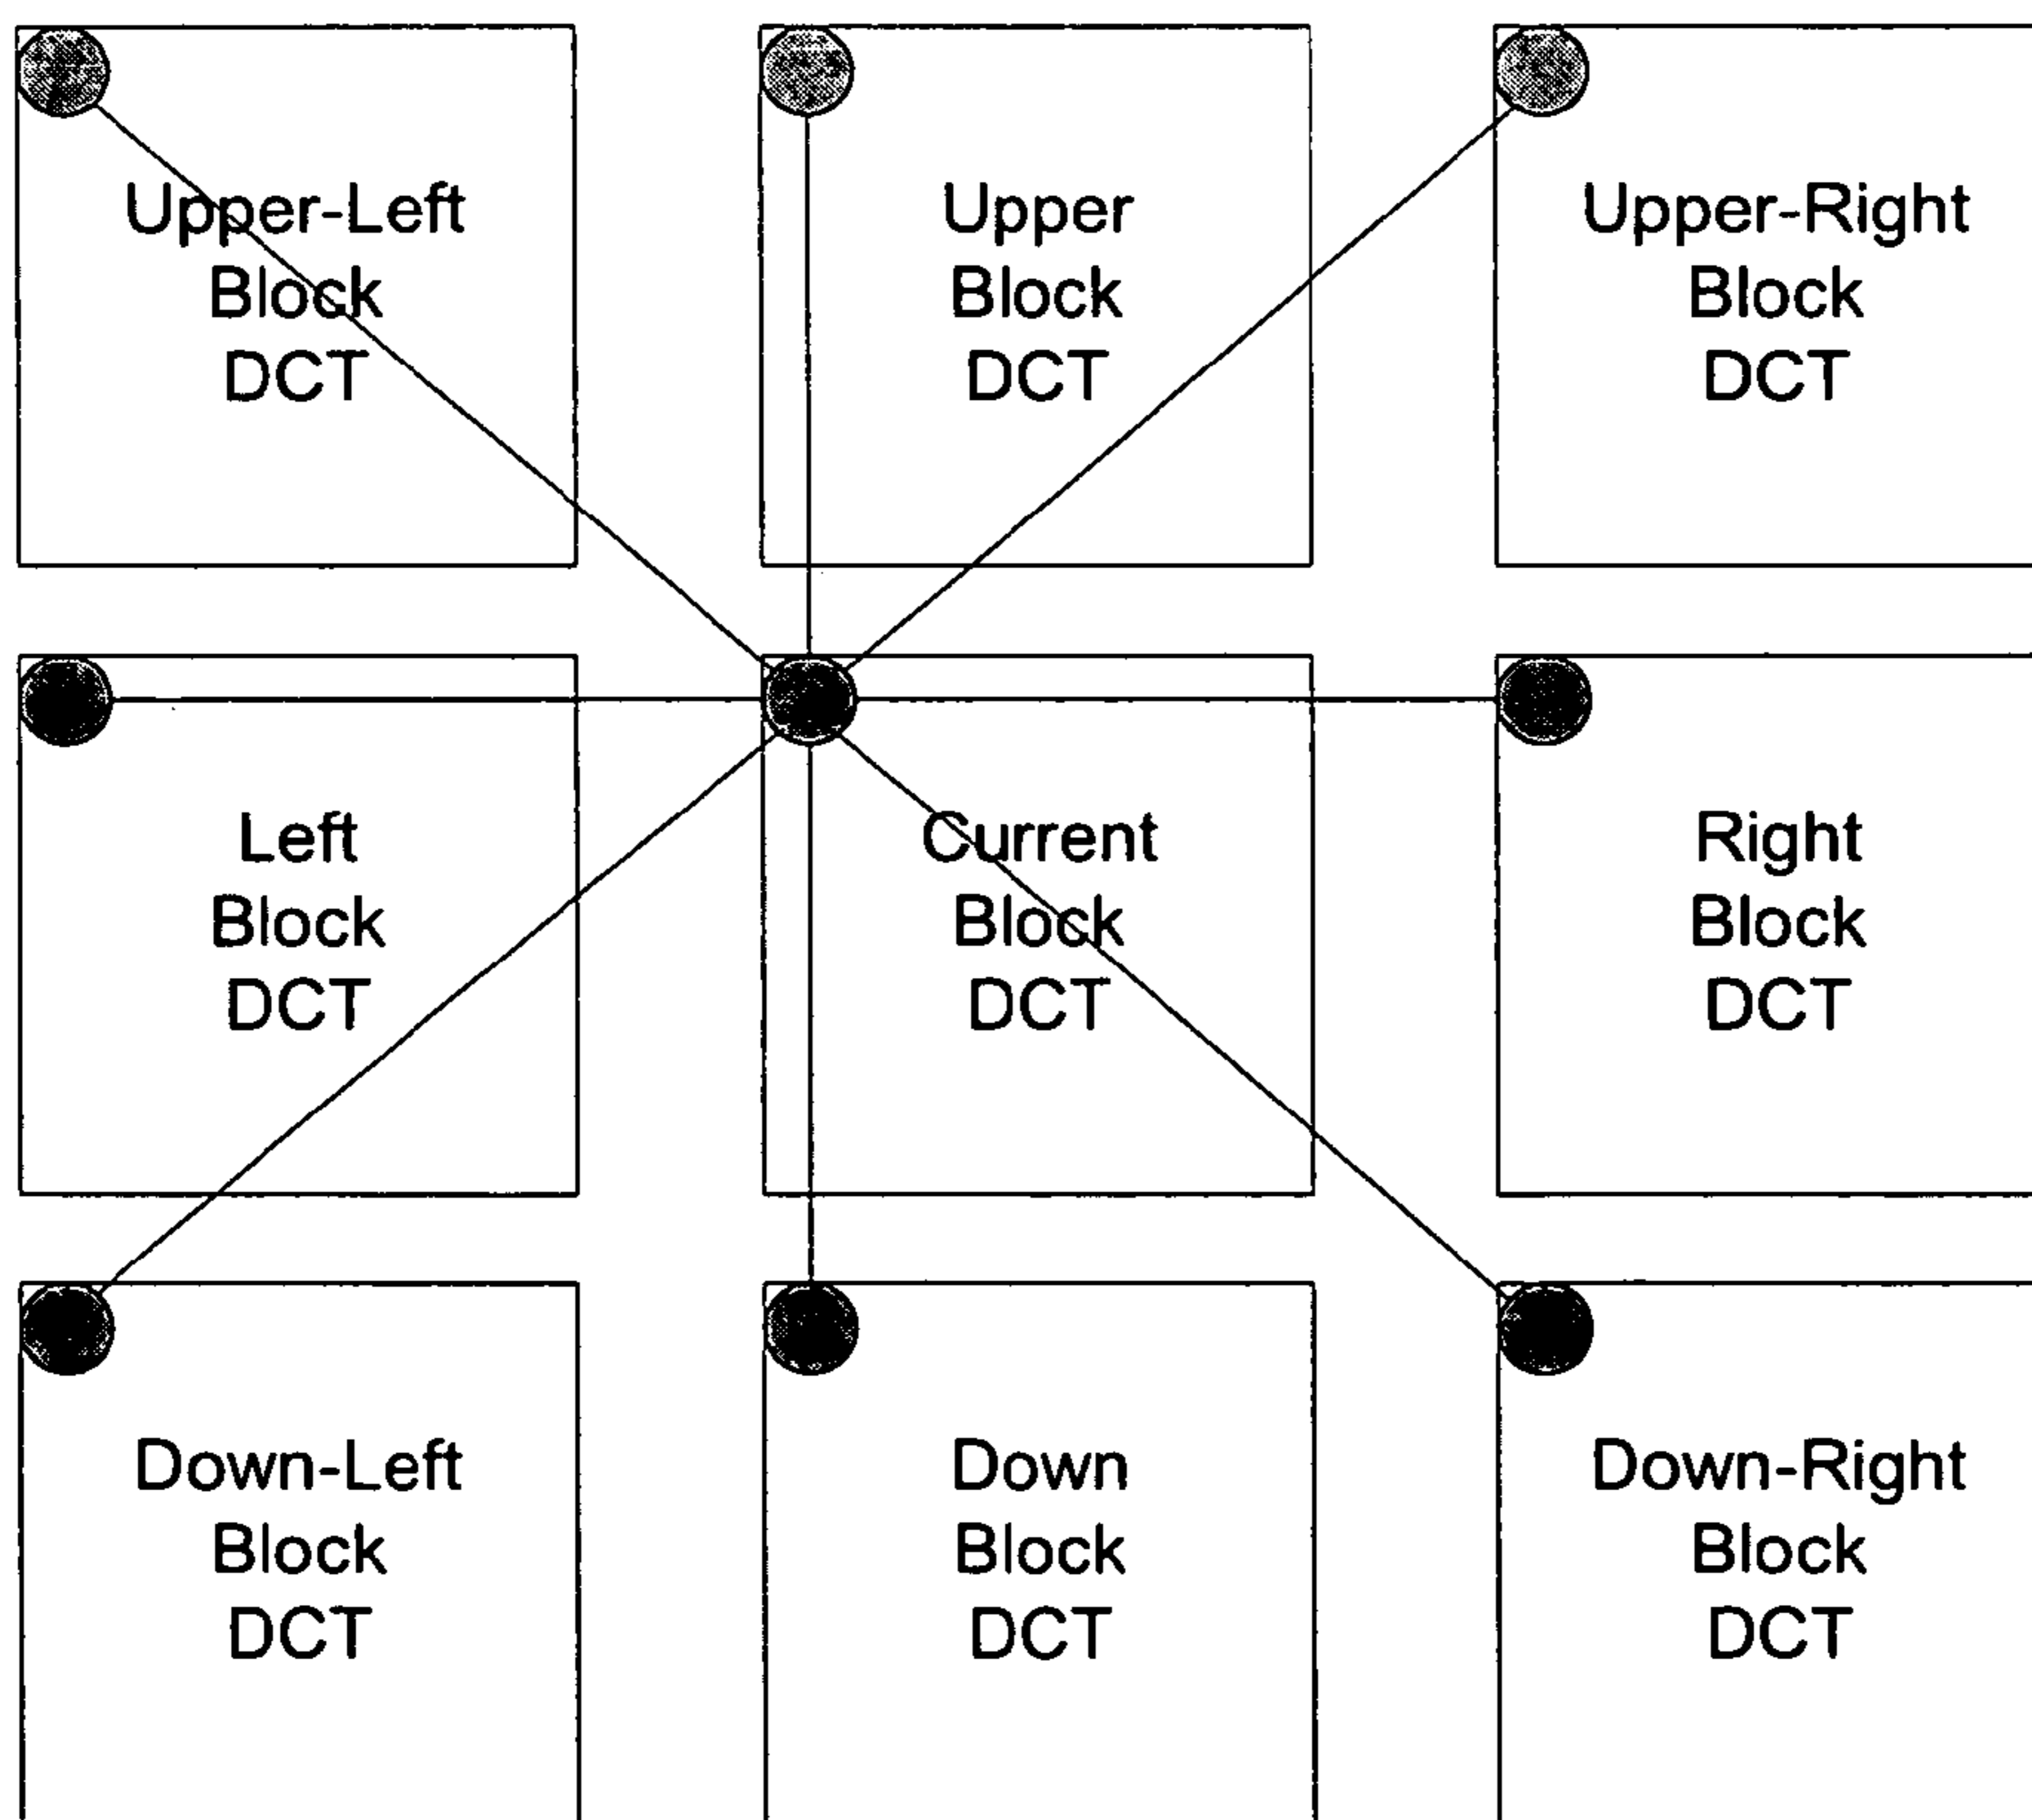 Upper-Left
Block
DCT
Upper
Block
DCT
Upper-Right
Block
DCT
Left
Block
DCT
Current
Block
DCT
Right
Block
DCT
Down-Left
Block
DCT
Down
Block
DCT
Down-Right
Block
DCT